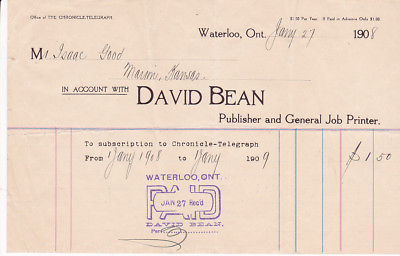 Office of THE CHRONICLE-TELEGRAPH.
$1.50 Per Year. If Paid in Advance Only $1.00
Waterloo, Ont. Jany 27 1908
Mr Isaac Good
Marion, Kansas.
IN ACCOUNT WITH DAVID BEAN
Publisher and General Job Printer.
To subscription to Chronicle-Telegraph
From 1 Jany 1908 to 1 Jany 1909 $1.50
WATERLOO, ONT.
PAID
JAN 27 Rec'd
DAVID BEAN.
Per